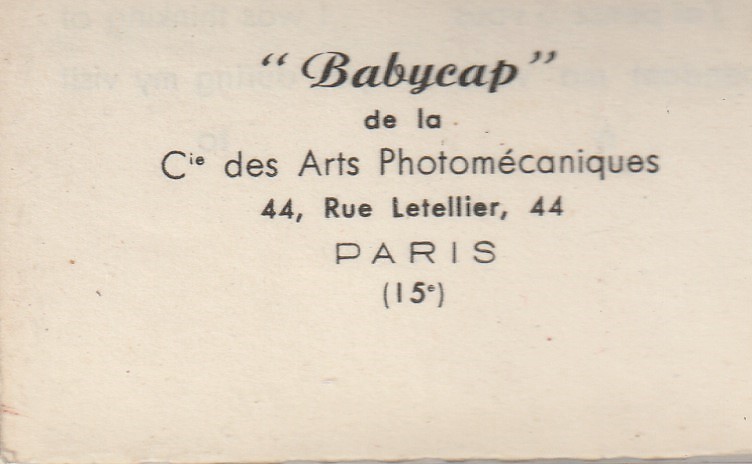 “Babycap”
de la
Cⁱᵉ des Arts Photomécaniques
44, Rue Letellier, 44
PARIS
(15ᵉ)